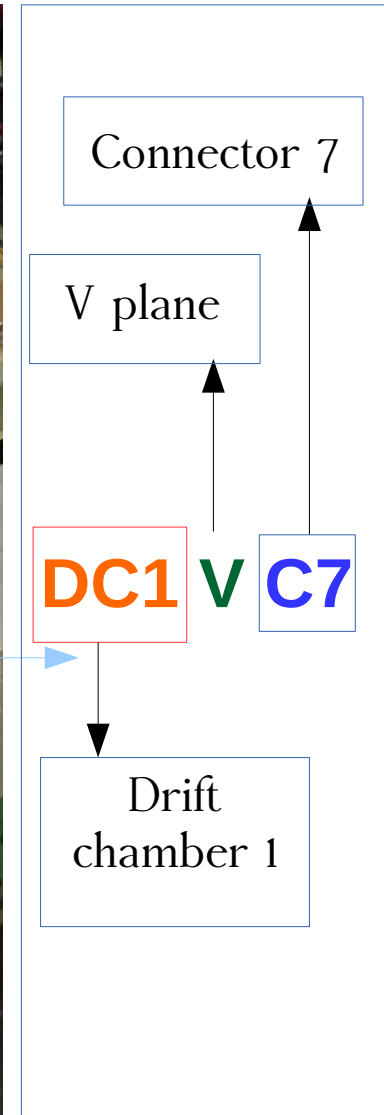 Connector 7
V plane
DC1 V C7
Drift
chamber 1